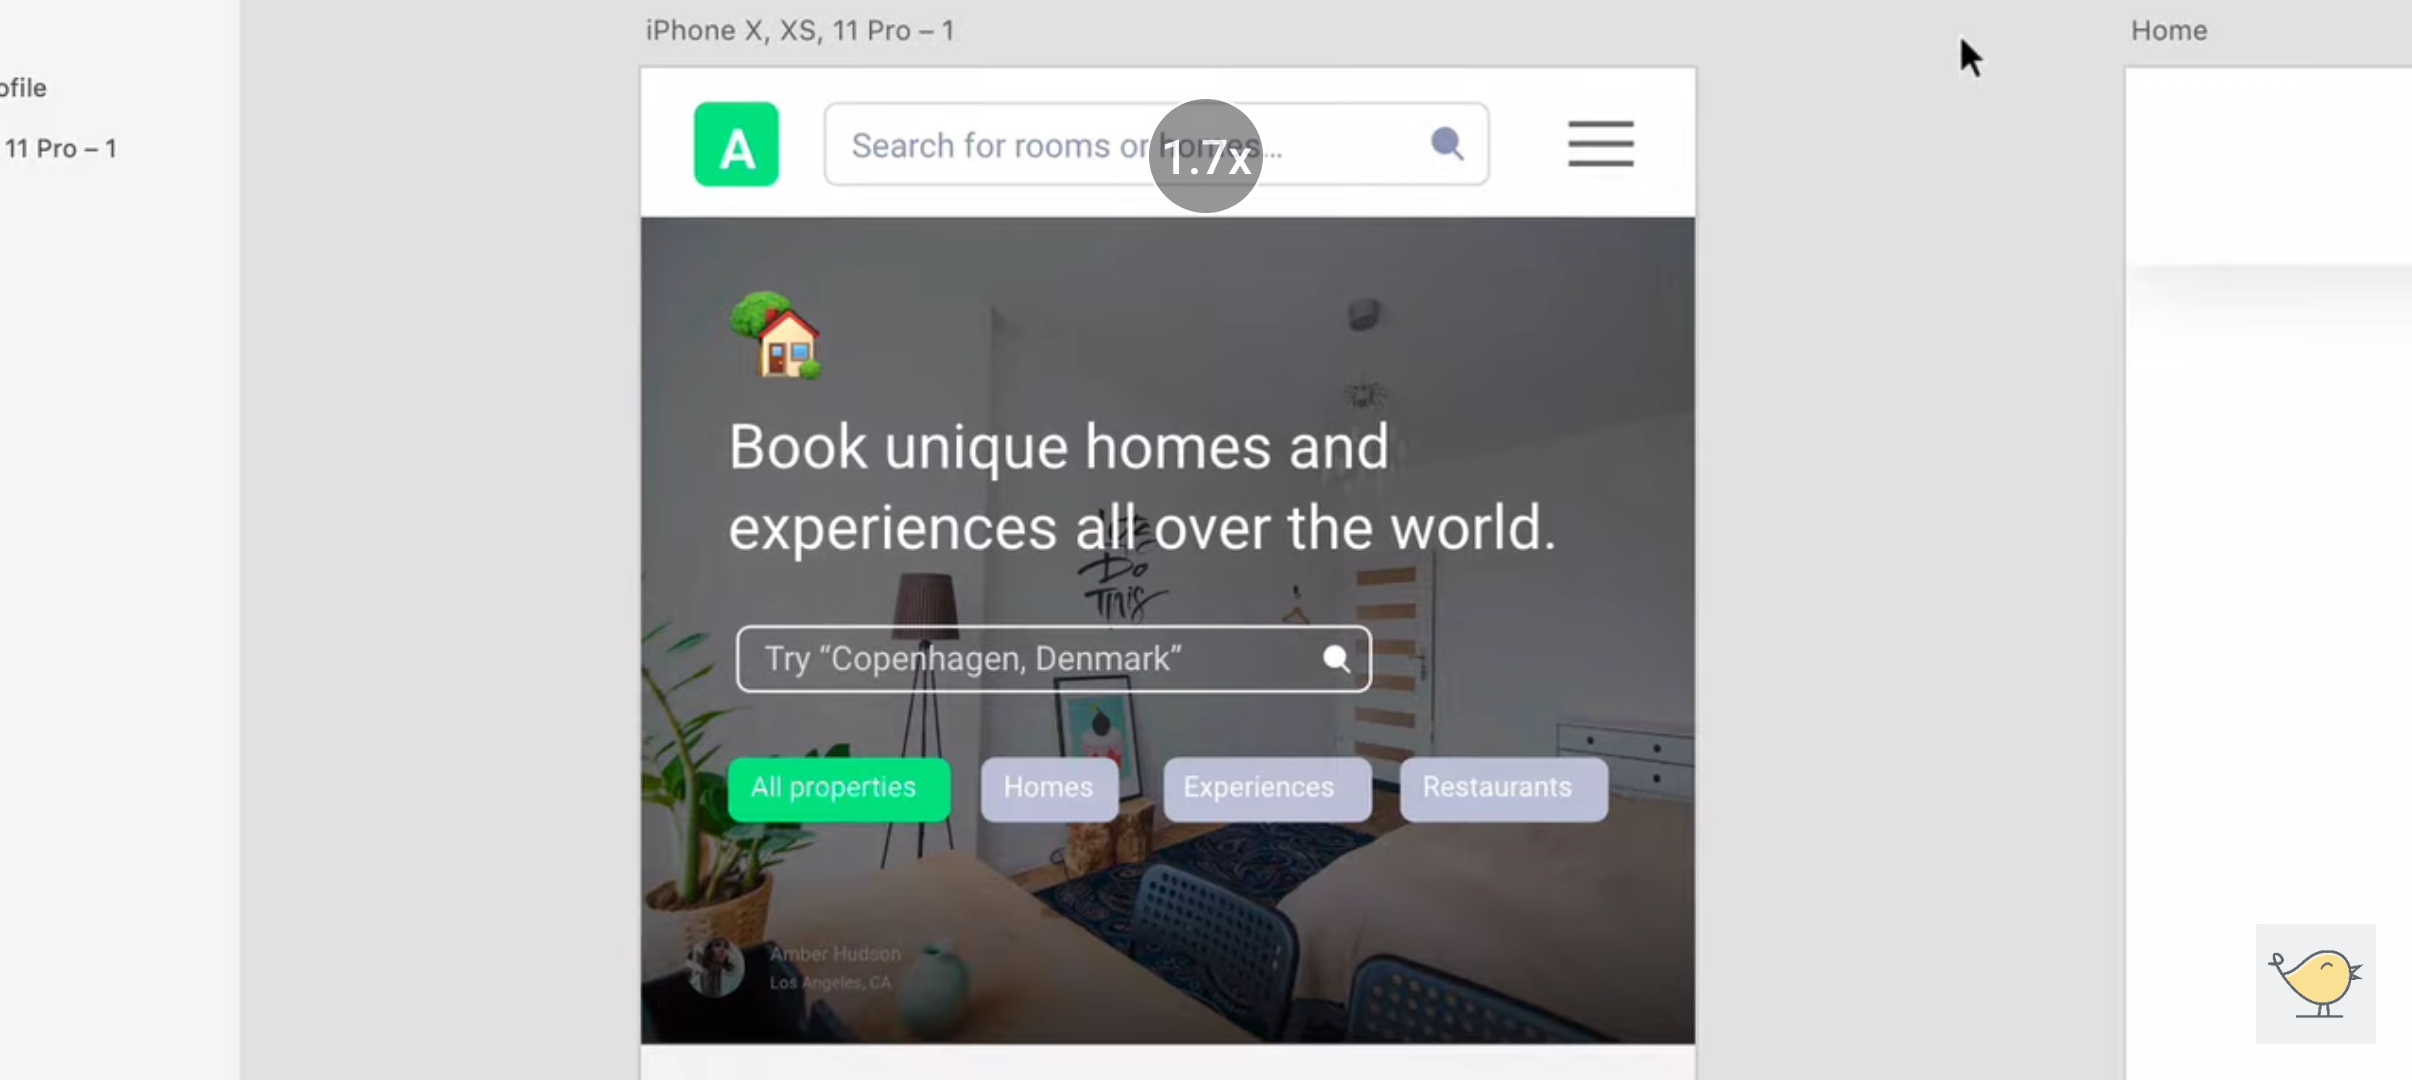 iPhone X, XS, 11 Pro – 1
Home
ofile
11 Pro – 1
A
Search for rooms or homes...
1.7x
Book unique homes and
experiences all over the world.
Do
This
Try “Copenhagen, Denmark”
All properties
Homes
Experiences
Restaurants
Amber Hudson
Los Angeles, CA